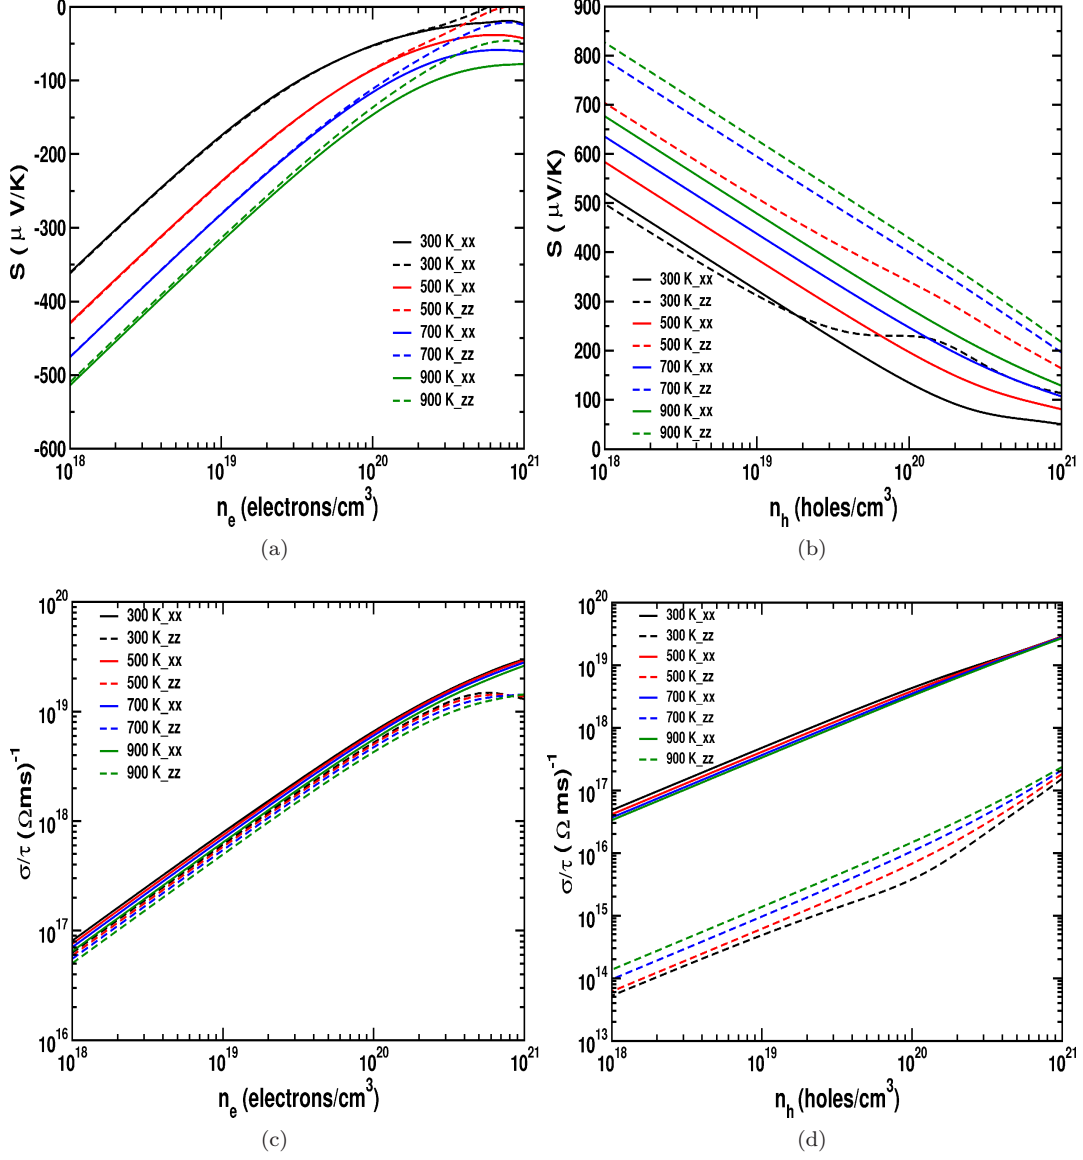 0
-100
-200
-300
-400
-500
-600
S ( μ V/K)
300 K_xx
300 K_zz
500 K_xx
500 K_zz
700 K_xx
700 K_zz
900 K_xx
900 K_zz
10^18
10^19
10^20
10^21
n_e (electrons/cm^3)
(a)
900
800
700
600
500
400
300
200
100
0
S ( μV/K)
300 K_xx
300 K_zz
500 K_xx
500 K_zz
700 K_xx
700 K_zz
900 K_xx
900 K_zz
10^18
10^19
10^20
10^21
n_h (holes/cm^3)
(b)
10^20
10^19
10^18
10^17
10^16
σ/τ (Ωms)^-1
300 K_xx
300 K_zz
500 K_xx
500 K_zz
700 K_xx
700 K_zz
900 K_xx
900 K_zz
10^18
10^19
10^20
10^21
n_e (electrons/cm^3)
(c)
10^20
10^19
10^18
10^17
10^16
10^15
10^14
10^13
σ/τ ( Ω ms)^-1
300 K_xx
300 K_zz
500 K_xx
500 K_zz
700 K_xx
700 K_zz
900 K_xx
900 K_zz
10^18
10^19
10^20
10^21
n_h (holes/cm^3)
(d)